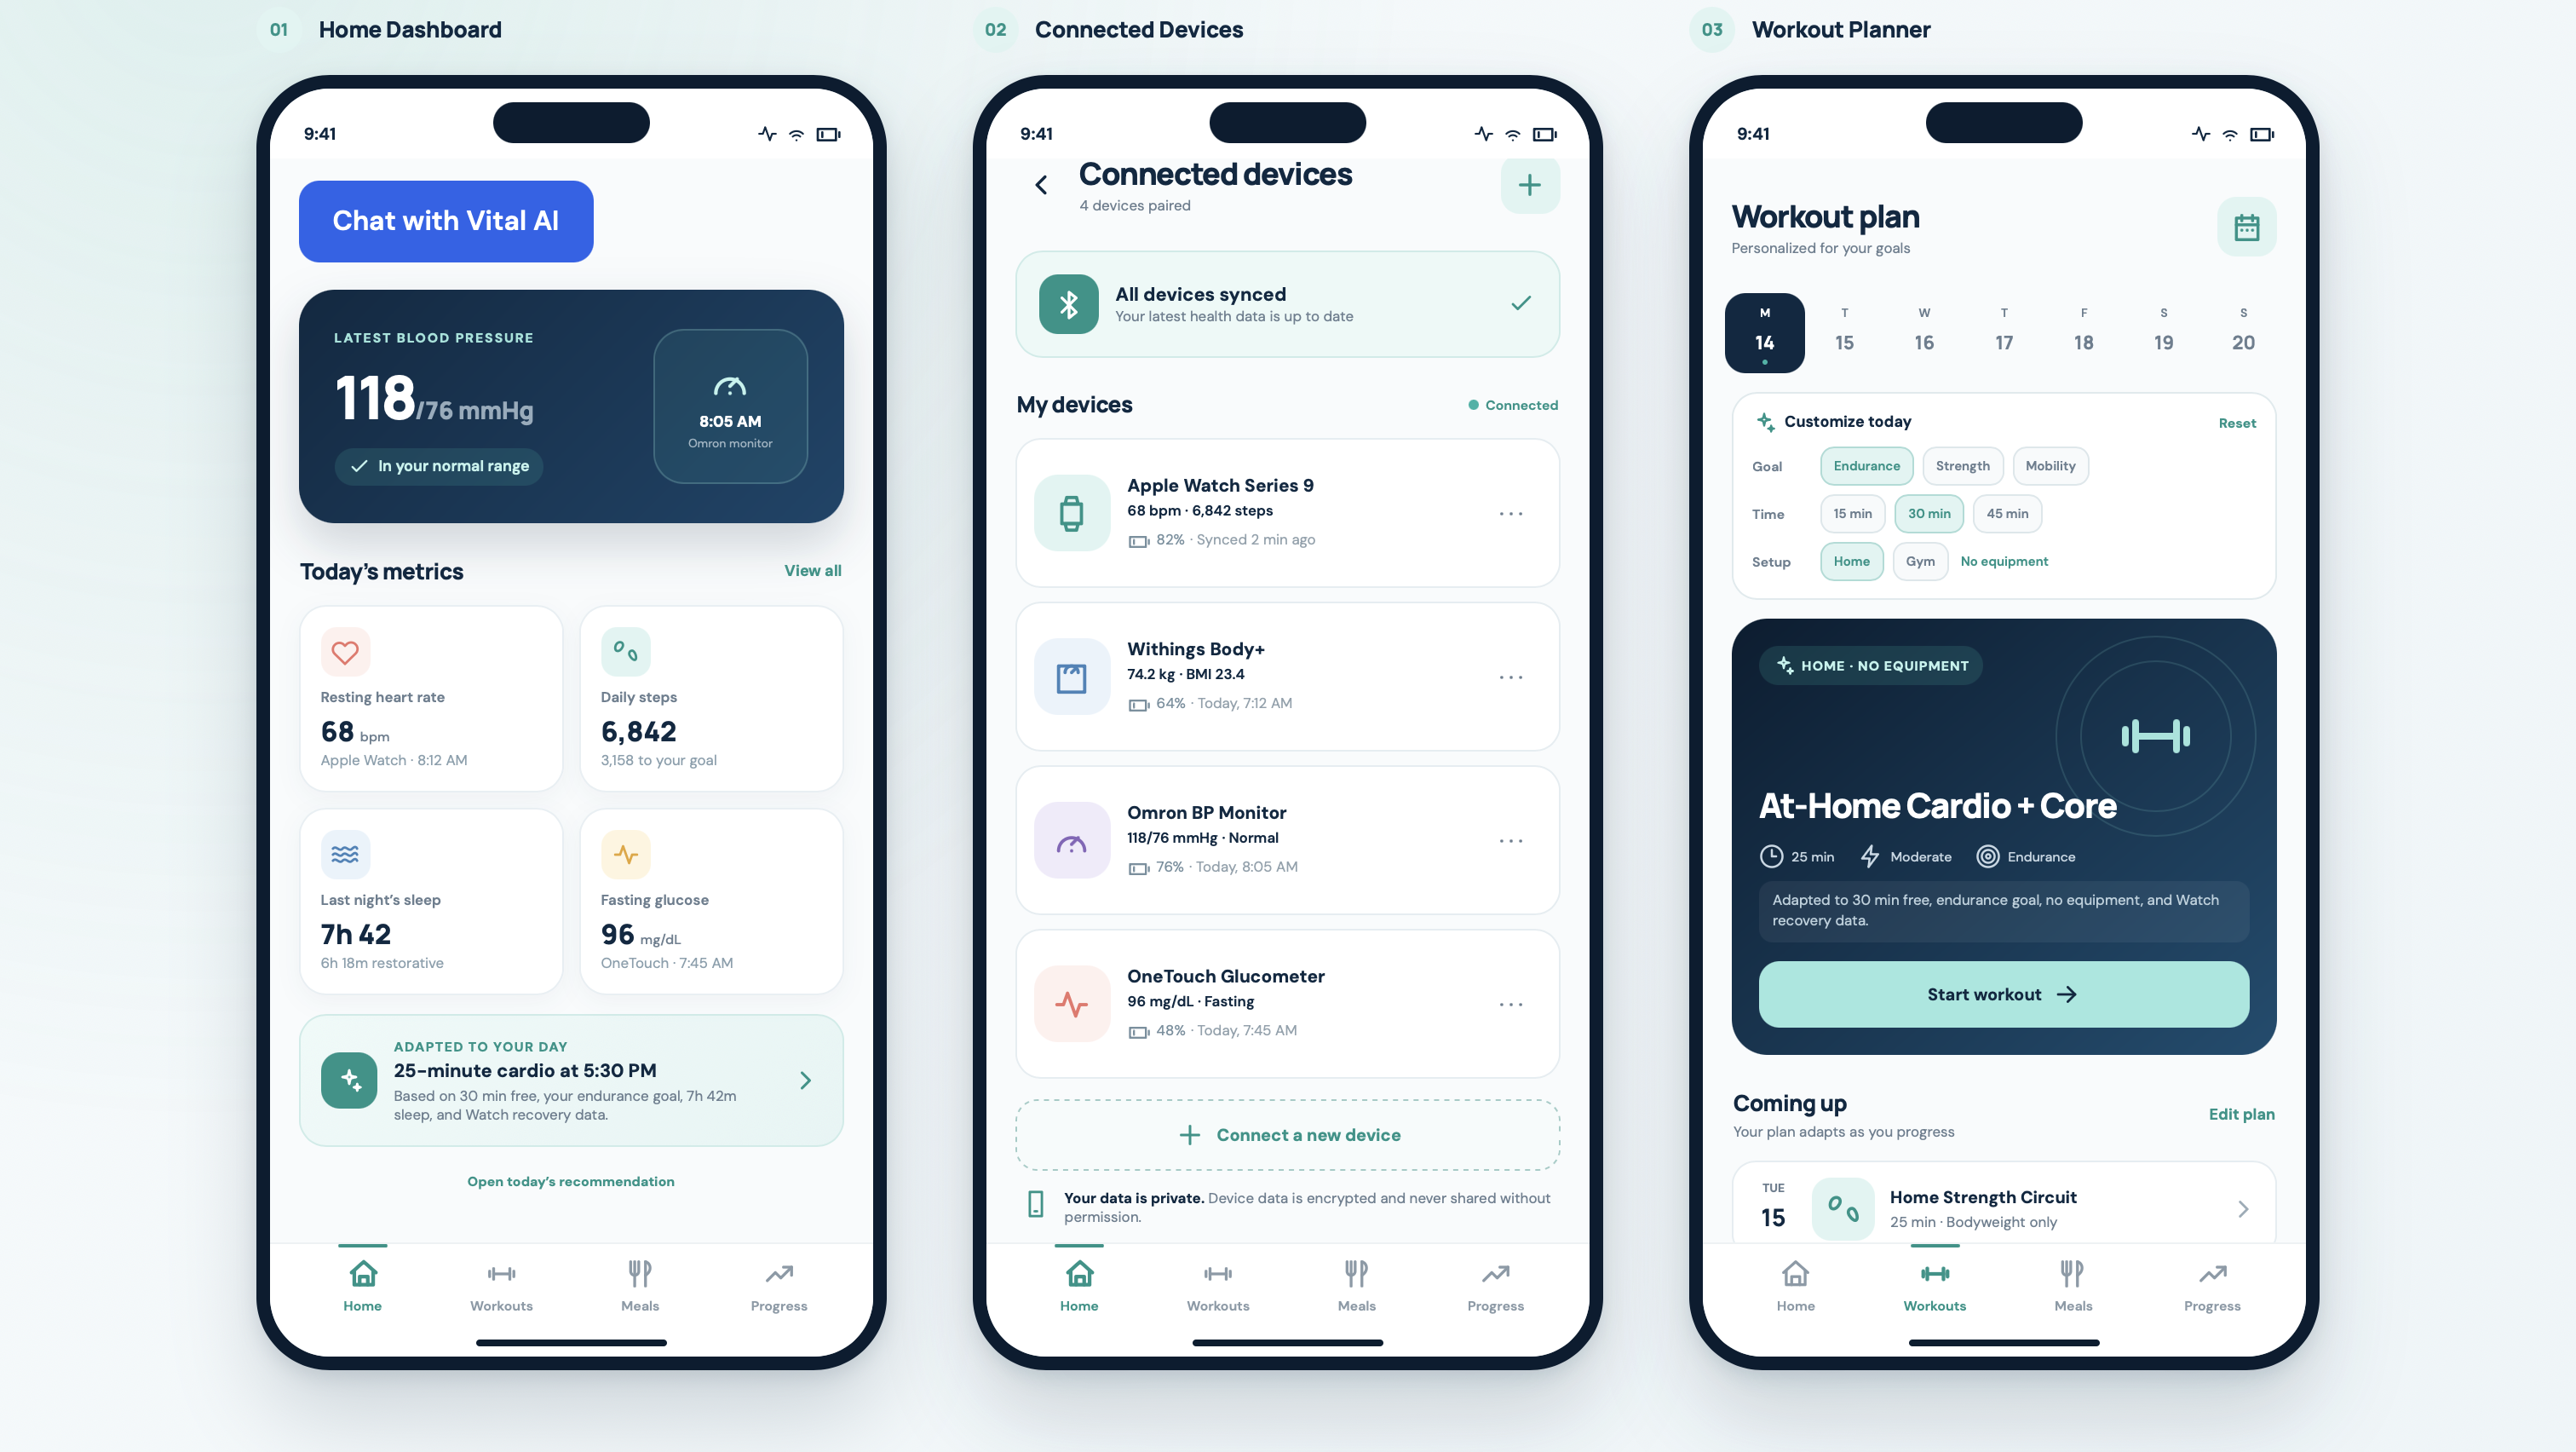 01 Home Dashboard
9:41
Chat with Vital AI
LATEST BLOOD PRESSURE
118/76 mmHg
In your normal range
8:05 AM
Omron monitor
Today's metrics
View all
Resting heart rate
68 bpm
Apple Watch · 8:12 AM
Daily steps
6,842
3,158 to your goal
Last night's sleep
7h 42
6h 18m restorative
Fasting glucose
96 mg/dL
OneTouch · 7:45 AM
ADAPTED TO YOUR DAY
25-minute cardio at 5:30 PM
Based on 30 min free, your endurance goal, 7h 42m
sleep, and Watch recovery data.
Open today's recommendation
Home
Workouts
Meals
Progress
02 Connected Devices
9:41
Connected devices
4 devices paired
All devices synced
Your latest health data is up to date
My devices
Connected
Apple Watch Series 9
68 bpm · 6,842 steps
82% · Synced 2 min ago
Withings Body+
74.2 kg · BMI 23.4
64% · Today, 7:12 AM
Omron BP Monitor
118/76 mmHg · Normal
76% · Today, 8:05 AM
OneTouch Glucometer
96 mg/dL · Fasting
48% · Today, 7:45 AM
Connect a new device
Your data is private. Device data is encrypted and never shared without
permission.
Home
Workouts
Meals
Progress
03 Workout Planner
9:41
Workout plan
Personalized for your goals
M T W T F S S
14 15 16 17 18 19 20
Customize today
Reset
Goal Endurance Strength Mobility
Time 15 min 30 min 45 min
Setup Home Gym No equipment
HOME · NO EQUIPMENT
At-Home Cardio + Core
25 min Moderate Endurance
Adapted to 30 min free, endurance goal, no equipment, and Watch
recovery data.
Start workout
Coming up
Your plan adapts as you progress
Edit plan
TUE
15
Home Strength Circuit
25 min · Bodyweight only
Home
Workouts
Meals
Progress